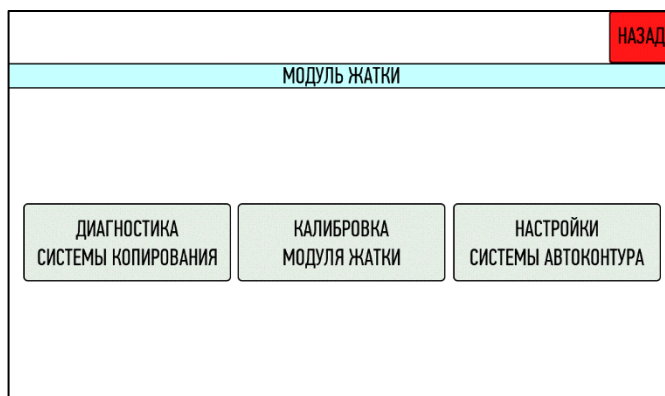 НАЗАД
МОДУЛЬ ЖАТКИ
ДИАГНОСТИКА
СИСТЕМЫ КОПИРОВАНИЯ
КАЛИБРОВКА
МОДУЛЯ ЖАТКИ
НАСТРОЙКИ
СИСТЕМЫ АВТОКОНТУРА